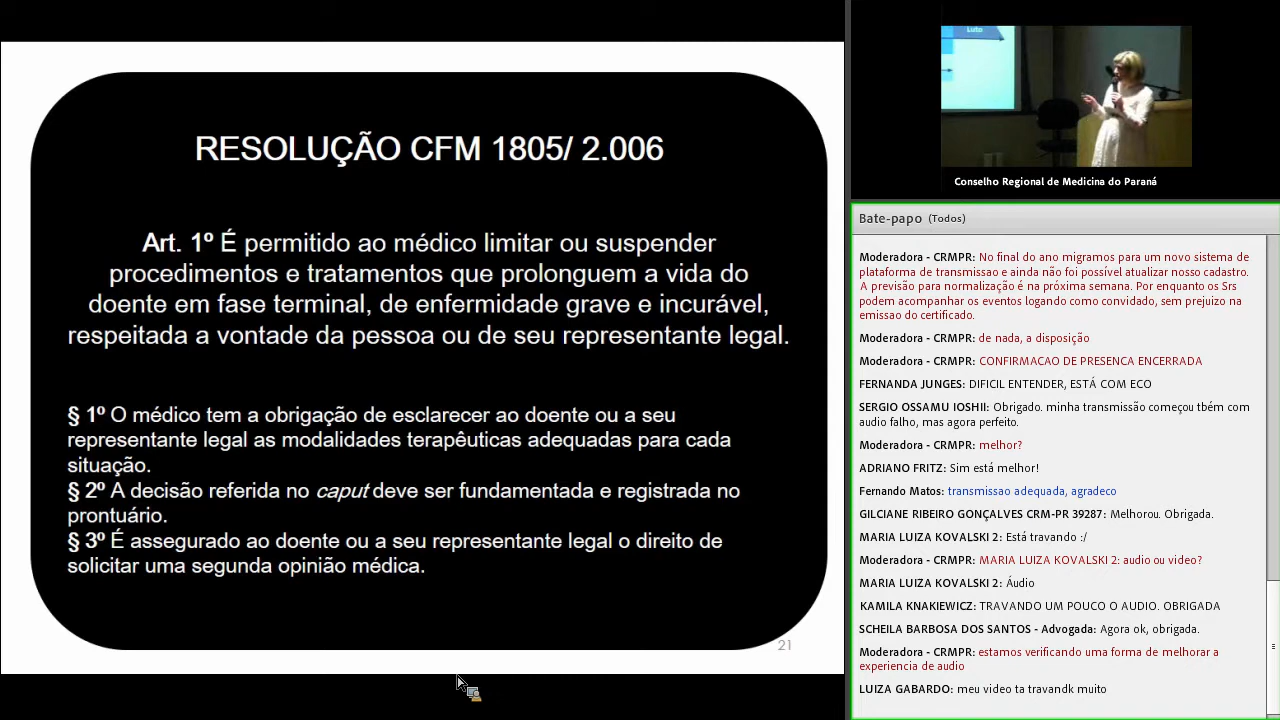 RESOLUÇÃO CFM 1805/ 2.006
Art. 1º É permitido ao médico limitar ou suspender
procedimentos e tratamentos que prolonguem a vida do
doente em fase terminal, de enfermidade grave e incurável,
respeitada a vontade da pessoa ou de seu representante legal.
§ 1º O médico tem a obrigação de esclarecer ao doente ou a seu
representante legal as modalidades terapêuticas adequadas para cada
situação.
§ 2º A decisão referida no caput deve ser fundamentada e registrada no
prontuário.
§ 3º É assegurado ao doente ou a seu representante legal o direito de
solicitar uma segunda opinião médica.
21
Luto
Conselho Regional de Medicina do Paraná
Bate-papo (Todos)
Moderadora - CRMPR: No final do ano migramos para um novo sistema de
plataforma de transmissao e ainda não foi possível atualizar nosso cadastro.
A previsão para normalização é na próxima semana. Por enquanto os Srs
podem acompanhar os eventos logando como convidado, sem prejuizo na
emissao do certificado.
Moderadora - CRMPR: de nada, a disposição
Moderadora - CRMPR: CONFIRMACAO DE PRESENCA ENCERRADA
FERNANDA JUNGES: DIFICIL ENTENDER, ESTÁ COM ECO
SERGIO OSSAMU IOSHII: Obrigado. minha transmissão começou tbém com
audio falho, mas agora perfeito.
Moderadora - CRMPR: melhor?
ADRIANO FRITZ: Sim está melhor!
Fernando Matos: transmissao adequada, agradeco
GILCIANE RIBEIRO GONÇALVES CRM-PR 39287: Melhorou. Obrigada.
MARIA LUIZA KOVALSKI 2: Está travando :/
Moderadora - CRMPR: MARIA LUIZA KOVALSKI 2: audio ou video?
MARIA LUIZA KOVALSKI 2: Áudio
KAMILA KNAKIEWICZ: TRAVANDO UM POUCO O AUDIO. OBRIGADA
SCHEILA BARBOSA DOS SANTOS - Advogada: Agora ok, obrigada.
Moderadora - CRMPR: estamos verificando uma forma de melhorar a
experiencia de audio
LUIZA GABARDO: meu video ta travandk muito